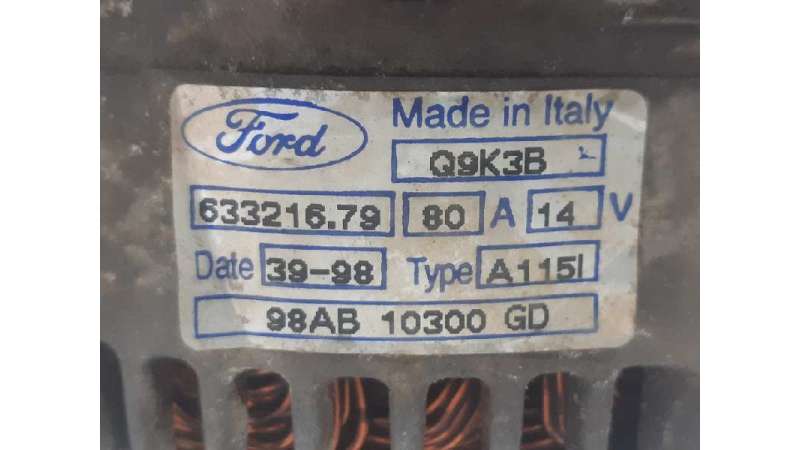 Ford Made in Italy
Q9K3B
633216.79 80 A 14 V
Date 39-98 Type A115I
98AB 10300 GD